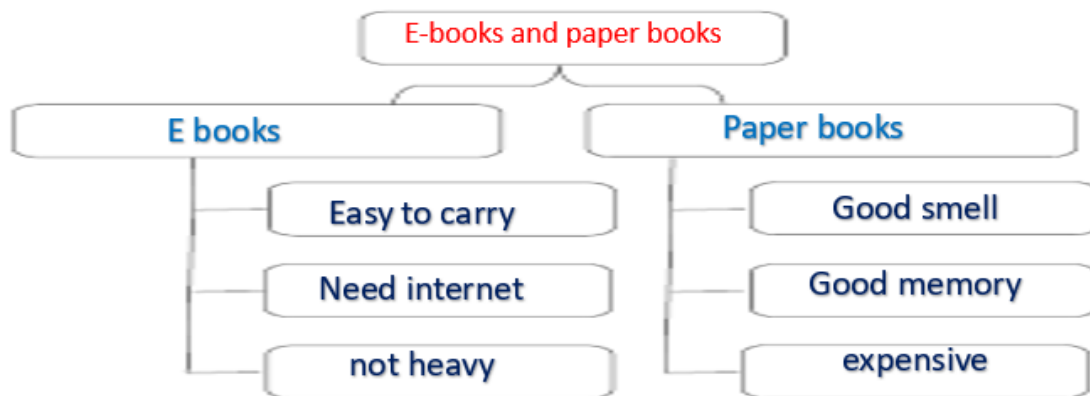 E-books and paper books
E books
Paper books
Easy to carry
Good smell
Need internet
Good memory
not heavy
expensive